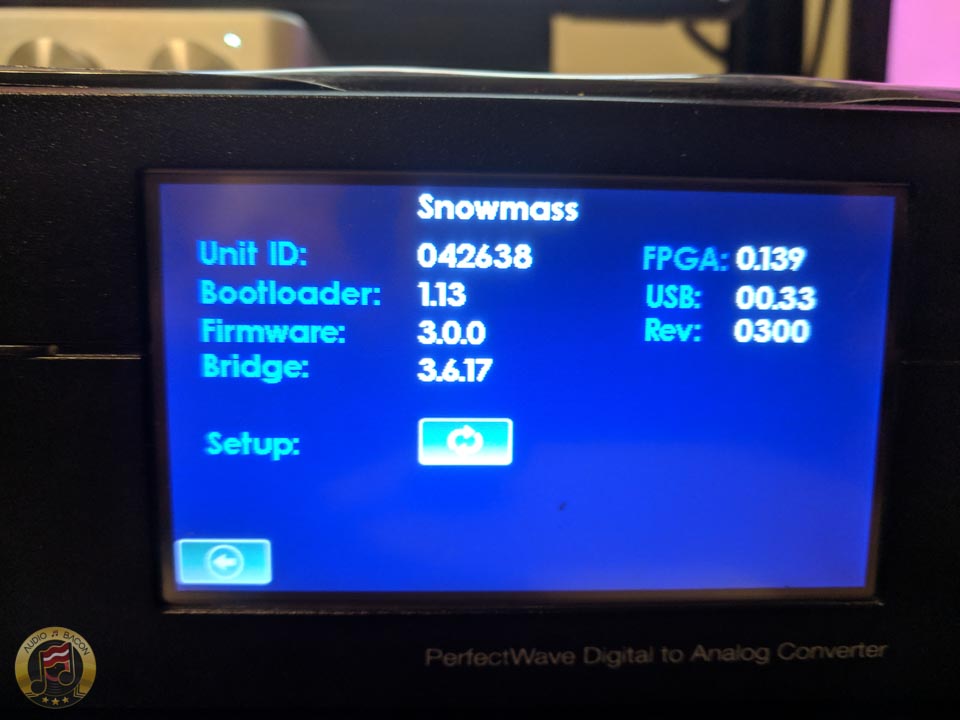 Snowmass
Unit ID: 042638 FPGA: 0.139
Bootloader: 1.13 USB: 00.33
Firmware: 3.0.0 Rev: 0300
Bridge: 3.6.17
Setup:
PerfectWave Digital to Analog Converter
AUDIO BACON